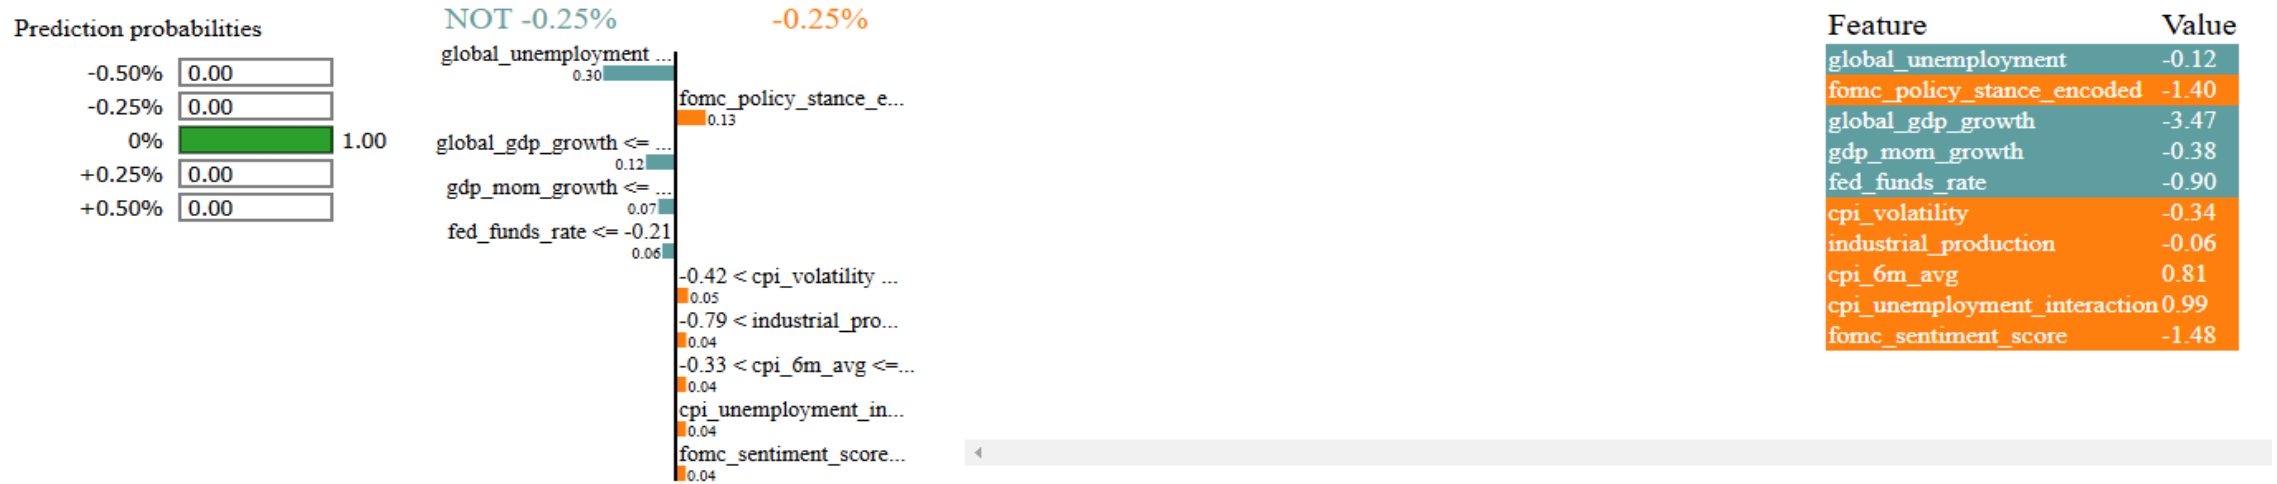 Prediction probabilities
-0.50% 0.00
-0.25% 0.00
0% 1.00
+0.25% 0.00
+0.50% 0.00
NOT -0.25% -0.25%
global_unemployment ...
0.30
fomc_policy_stance_e...
0.13
global_gdp_growth <= ...
0.12
gdp_mom_growth <= ...
0.07
fed_funds_rate <= -0.21
0.06
-0.42 < cpi_volatility ...
0.05
-0.79 < industrial_pro...
0.04
-0.33 < cpi_6m_avg <=...
0.04
cpi_unemployment_in...
0.04
fomc_sentiment_score...
0.04
Feature Value
global_unemployment -0.12
fomc_policy_stance_encoded -1.40
global_gdp_growth -3.47
gdp_mom_growth -0.38
fed_funds_rate -0.90
cpi_volatility -0.34
industrial_production -0.06
cpi_6m_avg 0.81
cpi_unemployment_interaction 0.99
fomc_sentiment_score -1.48